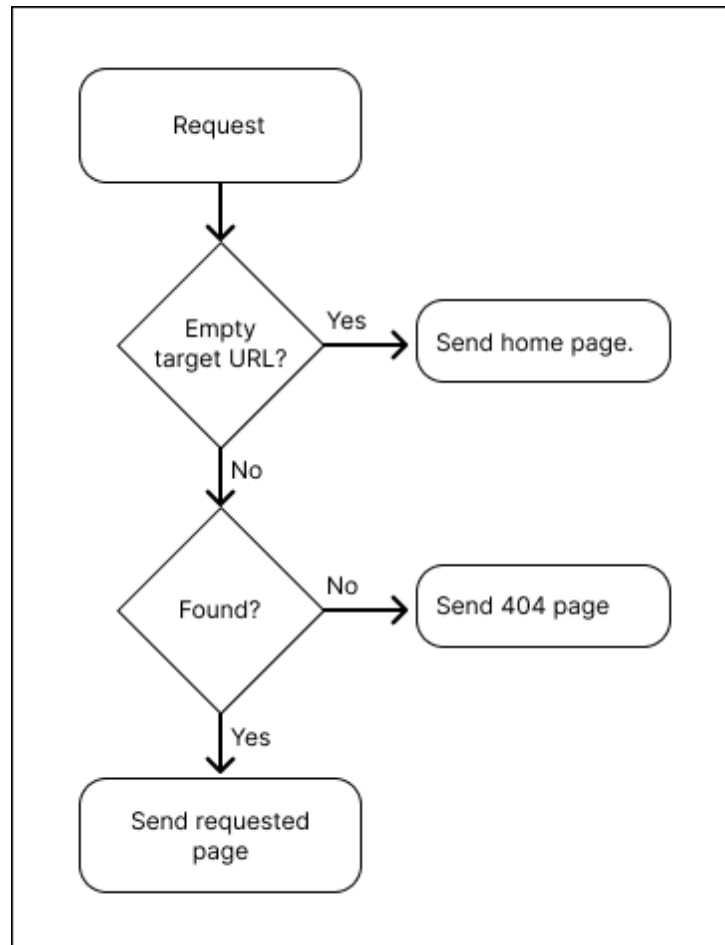 Request
Empty
target URL?
Yes
Send home page.
No
Found?
No
Send 404 page
Yes
Send requested
page